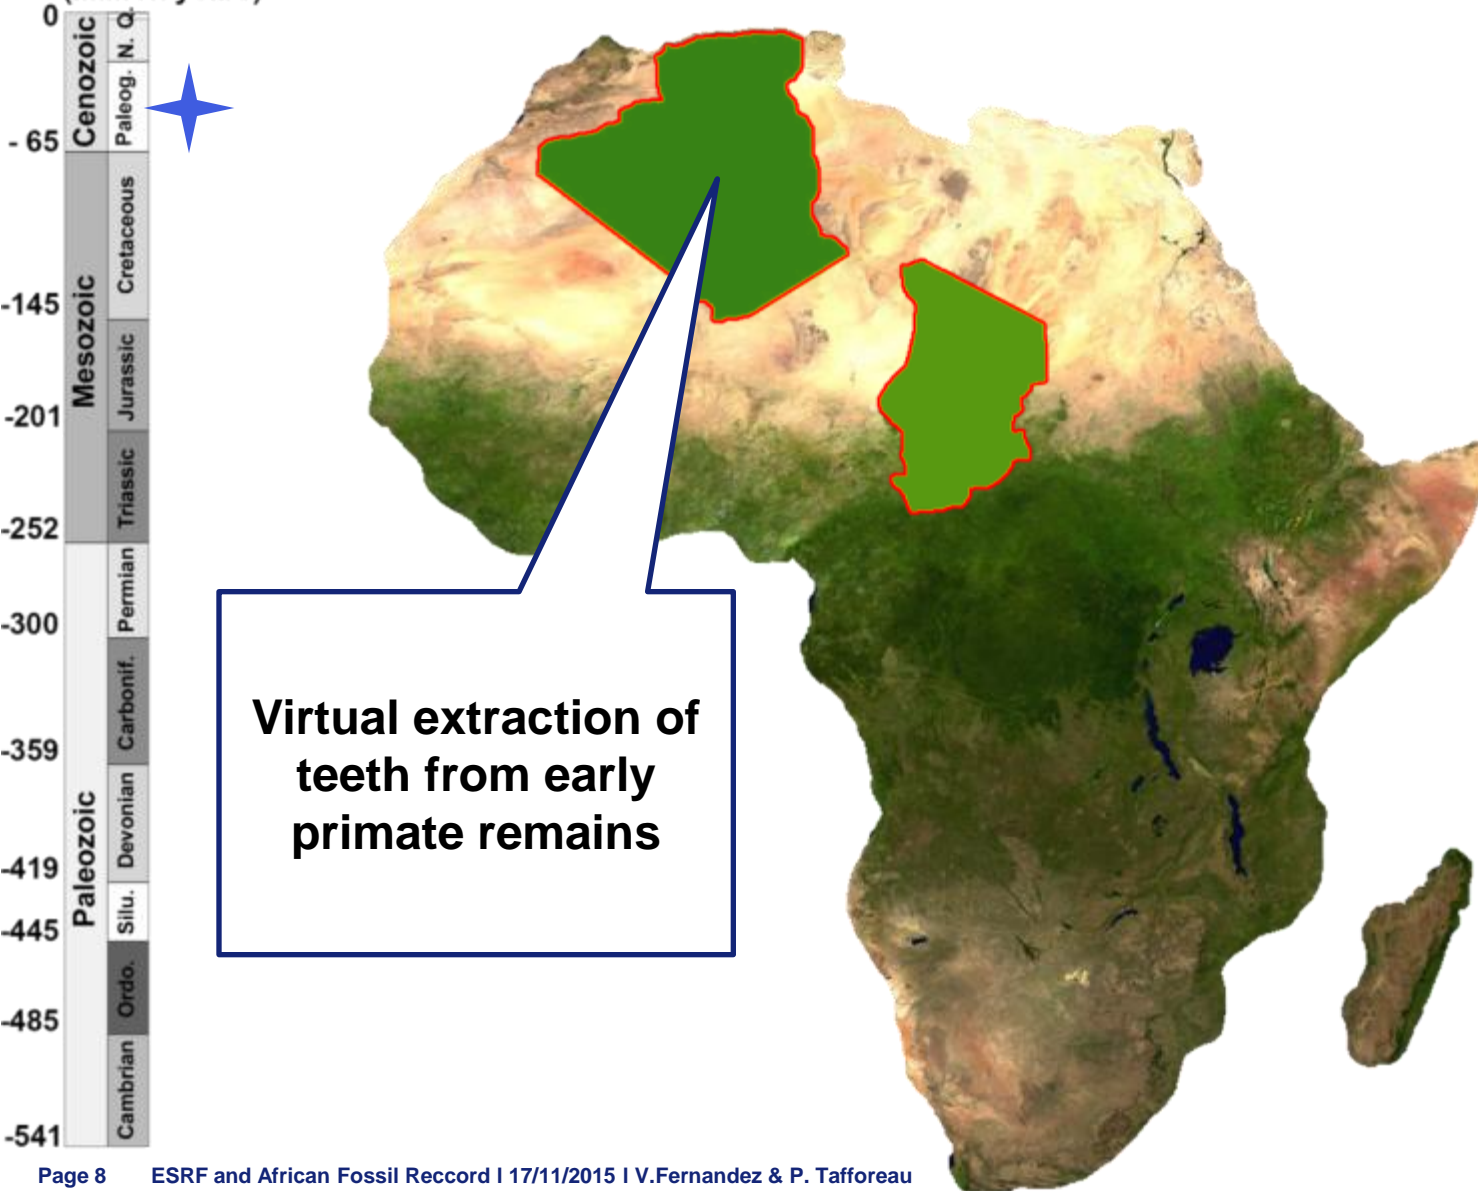 0
- 65
-145
-201
-252
-300
-359
-419
-445
-485
-541
Cenozoic
Mesozoic
Paleozoic
Q.
N.
Paleog.
Cretaceous
Jurassic
Triassic
Permian
Carbonif.
Devonian
Silu.
Ordo.
Cambrian
Virtual extraction of
teeth from early
primate remains
Page 8 ESRF and African Fossil Reccord l 17/11/2015 l V.Fernandez & P. Tafforeau